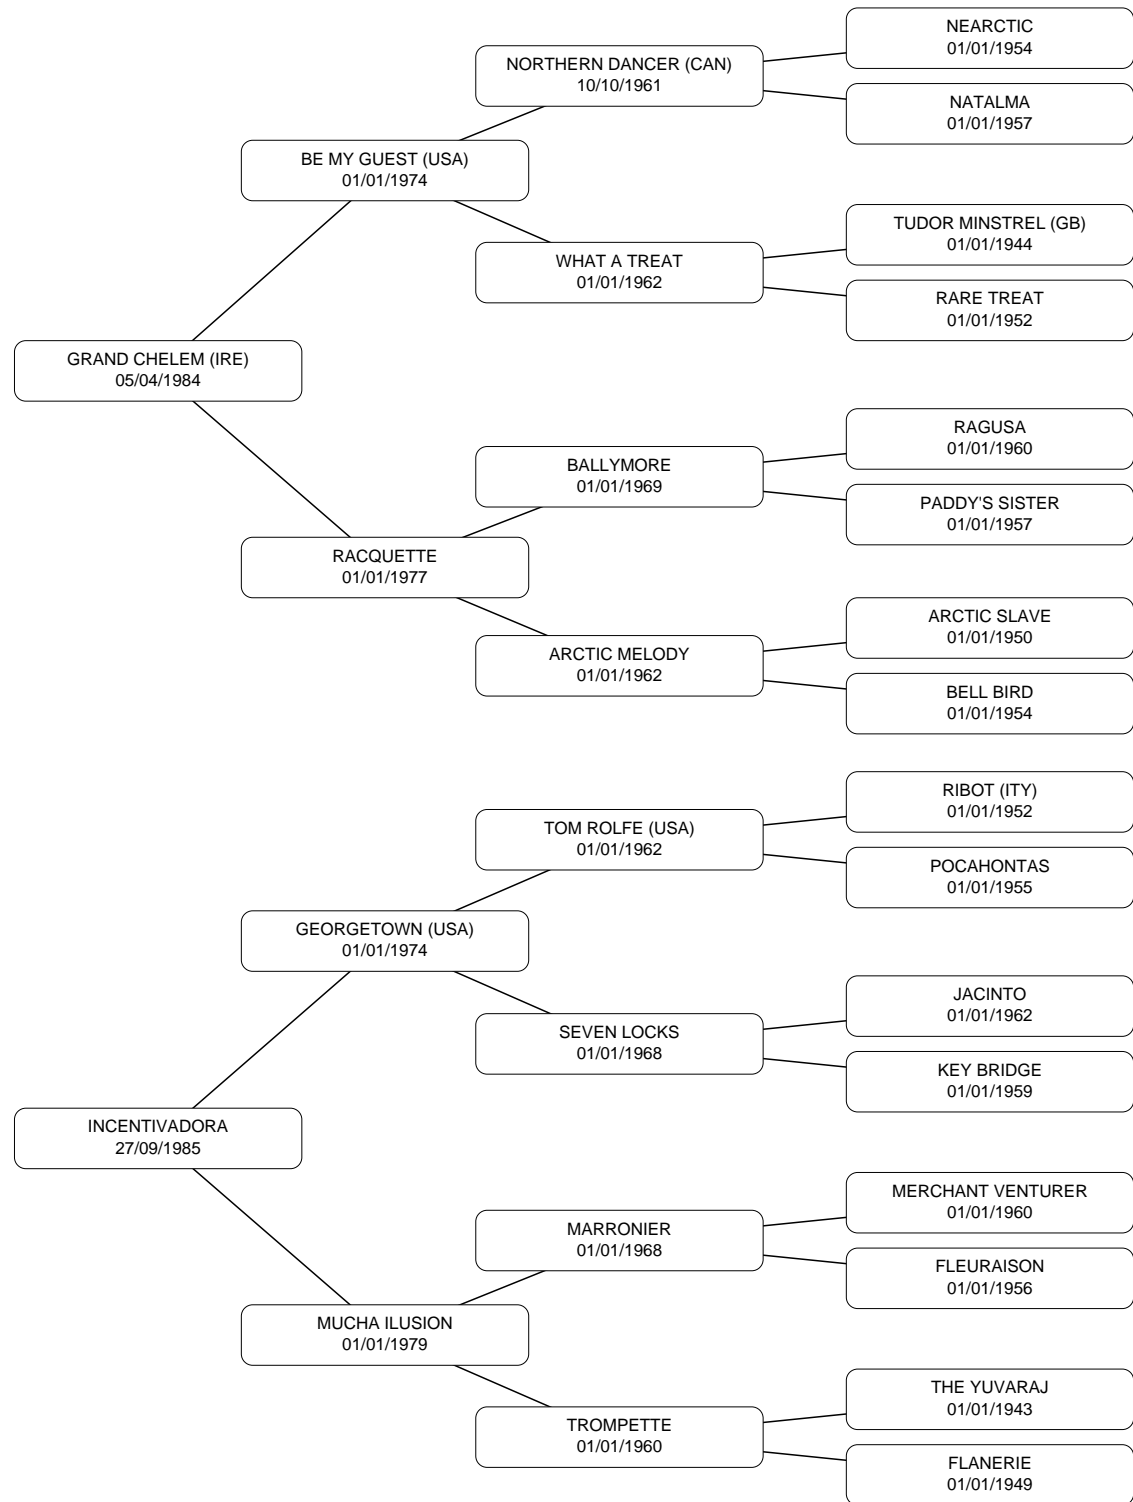 NEARCTIC
01/01/1954
NORTHERN DANCER (CAN)
10/10/1961
NATALMA
01/01/1957
BE MY GUEST (USA)
01/01/1974
TUDOR MINSTREL (GB)
01/01/1944
WHAT A TREAT
01/01/1962
RARE TREAT
01/01/1952
GRAND CHELEM (IRE)
05/04/1984
RAGUSA
01/01/1960
BALLYMORE
01/01/1969
PADDY'S SISTER
01/01/1957
RACQUETTE
01/01/1977
ARCTIC SLAVE
01/01/1950
ARCTIC MELODY
01/01/1962
BELL BIRD
01/01/1954
RIBOT (ITY)
01/01/1952
TOM ROLFE (USA)
01/01/1962
POCAHONTAS
01/01/1955
GEORGETOWN (USA)
01/01/1974
JACINTO
01/01/1962
SEVEN LOCKS
01/01/1968
KEY BRIDGE
01/01/1959
INCENTIVADORA
27/09/1985
MERCHANT VENTURER
01/01/1960
MARRONIER
01/01/1968
FLEURAISON
01/01/1956
MUCHA ILUSION
01/01/1979
THE YUVARAJ
01/01/1943
TROMPETTE
01/01/1960
FLANERIE
01/01/1949